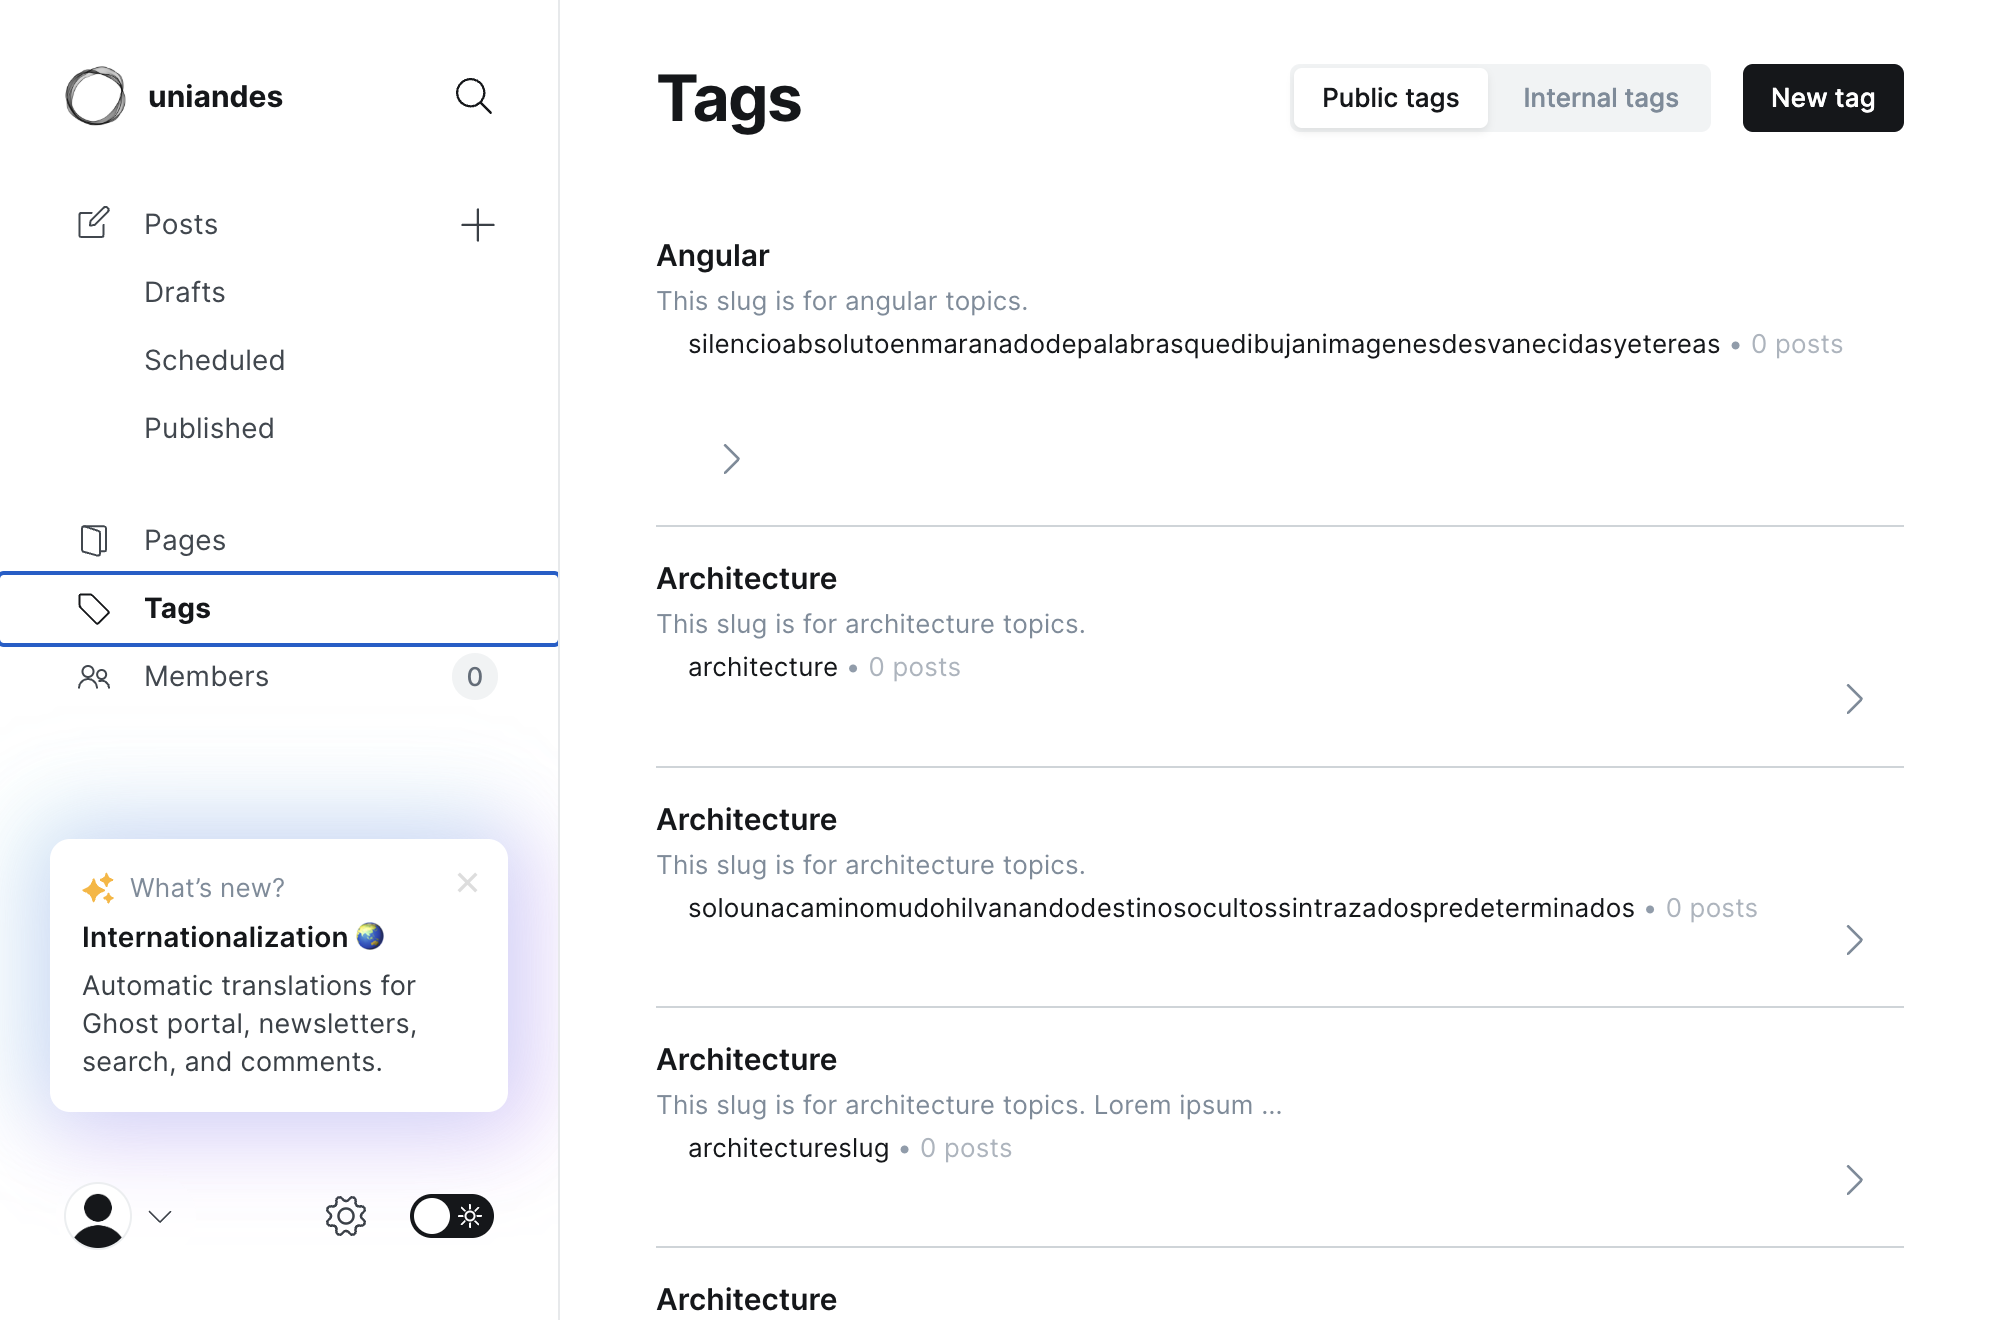 uniandes
Posts
Drafts
Scheduled
Published
Pages
Tags
Members
0
What’s new?
Internationalization
Automatic translations for
Ghost portal, newsletters,
search, and comments.
Tags
Public tags
Internal tags
New tag
Angular
This slug is for angular topics.
silencioabsolutoenmaranadodepalabrasquedibujanimagenesdesvanecidasyetereas • 0 posts
Architecture
This slug is for architecture topics.
architecture • 0 posts
Architecture
This slug is for architecture topics.
solounacaminomudohilvanandodestinosocultossintrazadospredeterminados • 0 posts
Architecture
This slug is for architecture topics. Lorem ipsum ...
architectureslug • 0 posts
Architecture